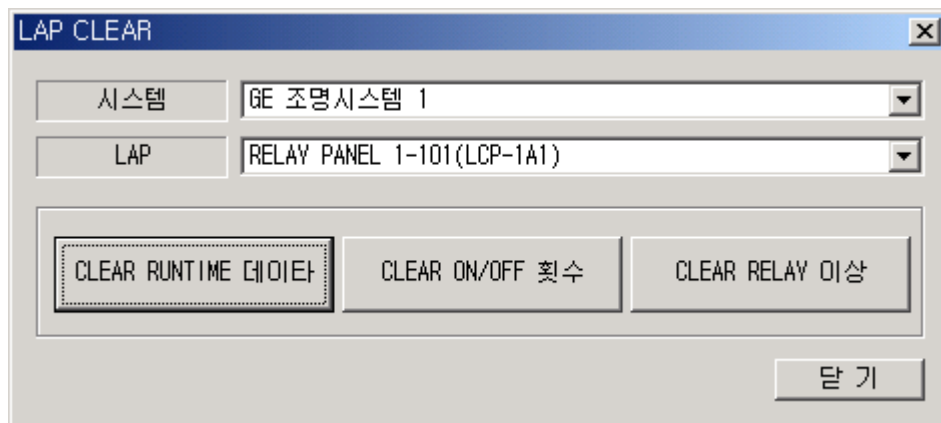 LAP CLEAR
시스템
GE 조명시스템 1
LAP
RELAY PANEL 1-101(LCP-1A1)
CLEAR RUNTIME 데이타
CLEAR ON/OFF 횟수
CLEAR RELAY 이상
닫 기